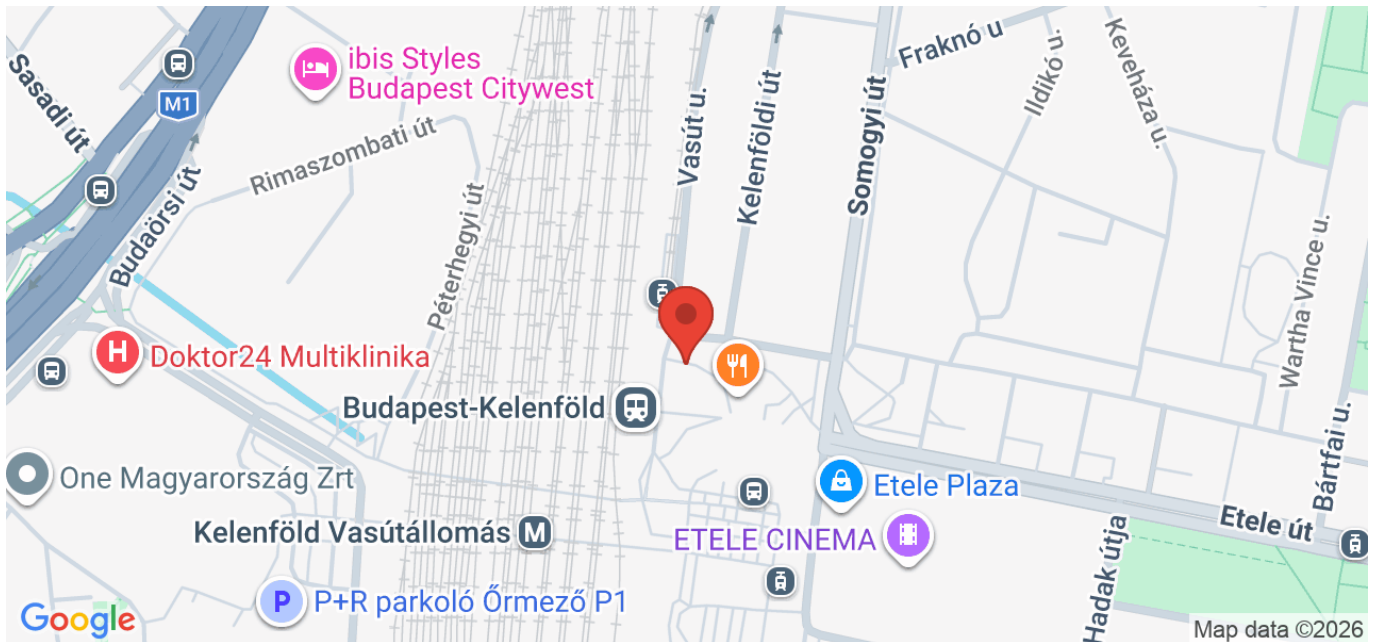 Sasadi út
M1
ibis Styles
Budapest Citywest
Rimaszombati út
Budaörsi út
Péterhegyi út
Vasút u.
Kelenföldi út
Somogyi út
Fraknó u
Ildikó u.
Keveháza u.
Wartha Vince u.
Bártfai u.
H
Doktor24 Multiklinika
Budapest-Kelenföld
One Magyarország Zrt
Kelenföld Vasútállomás
M
Etele Plaza
ETELE CINEMA
Etele út
Hadak útja
P
P+R parkoló Őrmező P1
Google
Map data ©2026